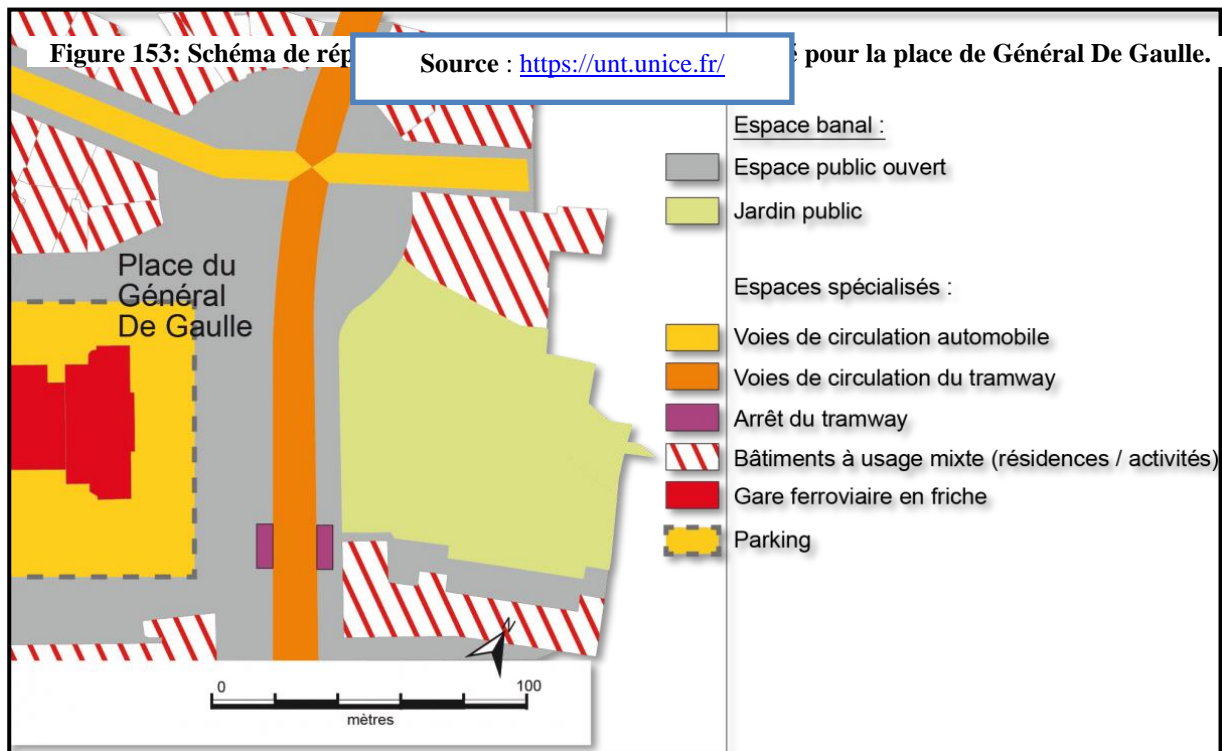 Figure 153: Schéma de rép pour la place de Général De Gaulle.
Source : https://unt.unice.fr/
Espace banal :
Espace public ouvert
Jardin public
Place du
Général
De Gaulle
Espaces spécialisés :
Voies de circulation automobile
Voies de circulation du tramway
Arrêt du tramway
Bâtiments à usage mixte (résidences / activités)
Gare ferroviaire en friche
Parking
N
0 100
mètres